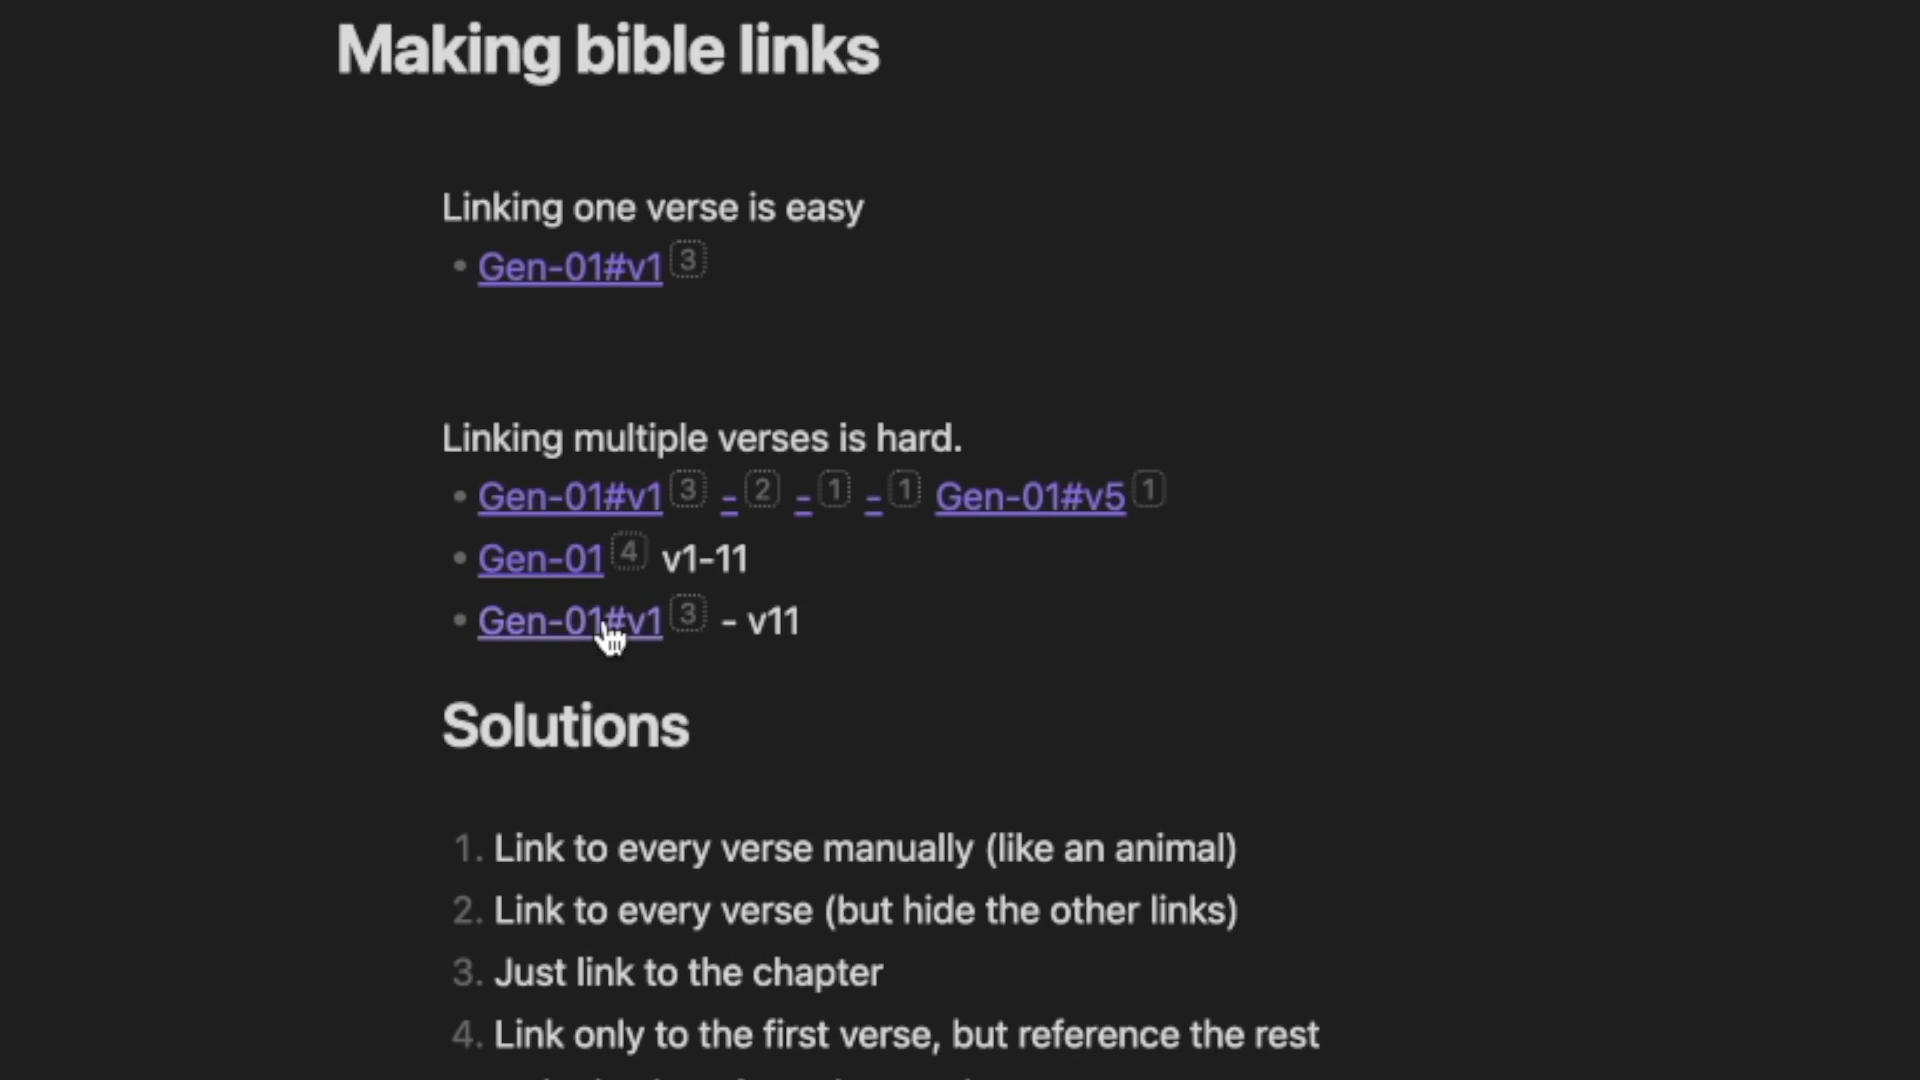 Making bible links
Linking one verse is easy
• Gen-01#v1 3
Linking multiple verses is hard.
• Gen-01#v1 3 - 2 - 1 - 1 Gen-01#v5 1
• Gen-01 4 v1-11
• Gen-01#v1 3 - v11
Solutions
1. Link to every verse manually (like an animal)
2. Link to every verse (but hide the other links)
3. Just link to the chapter
4. Link only to the first verse, but reference the rest